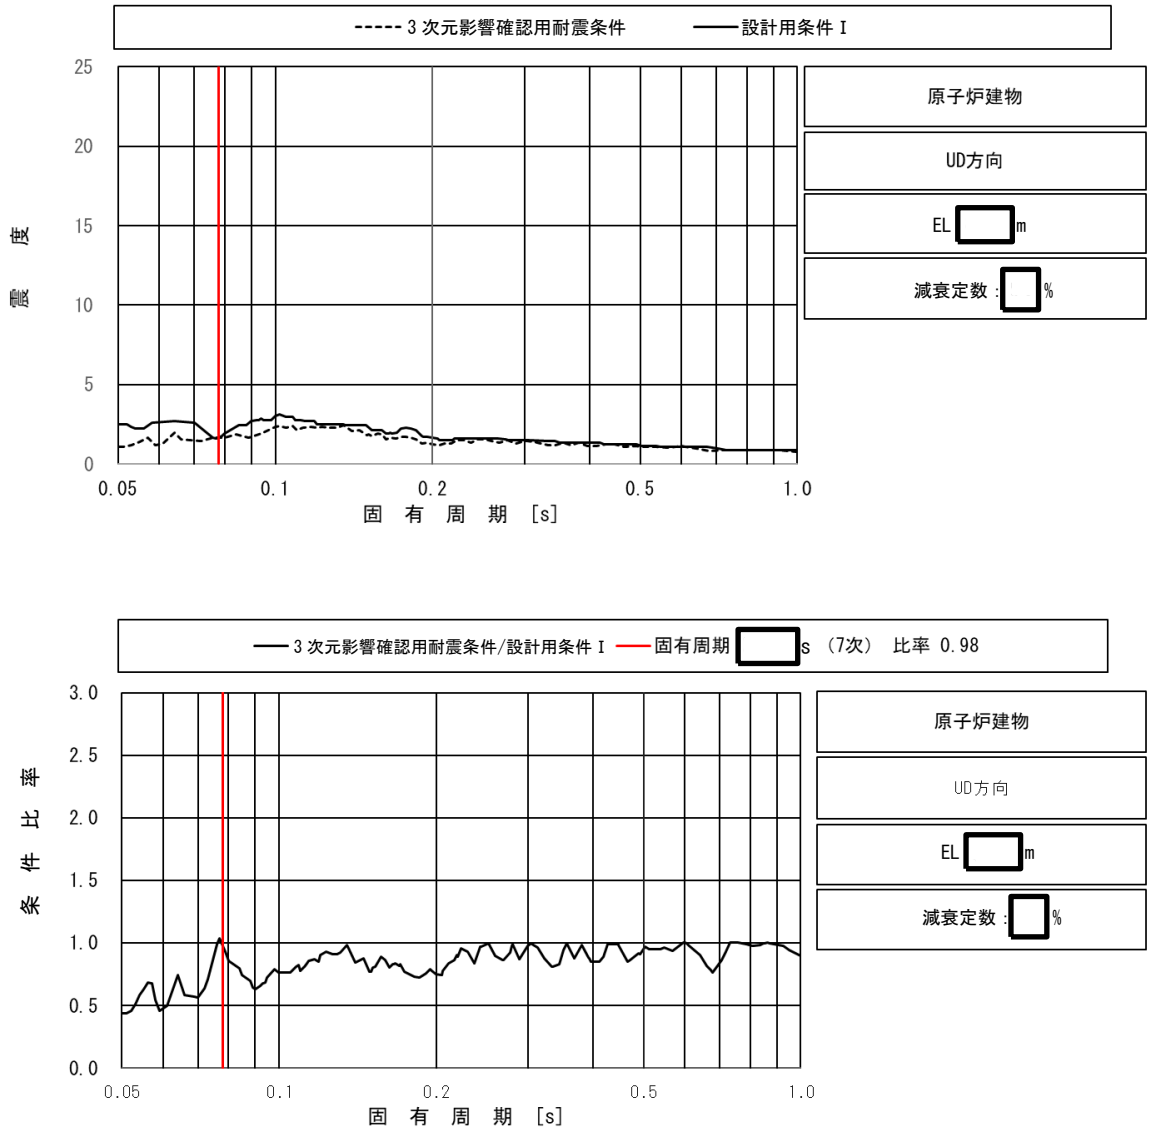 3次元影響確認用耐震条件 設計用条件Ⅰ
25
20
15
10
5
0
震度
0.05 0.1 0.2 0.5 1.0
固有周期 [s]
原子炉建物
UD方向
EL m
減衰定数: %
3次元影響確認用耐震条件/設計用条件Ⅰ 固有周期 s (7次) 比率 0.98
3.0
2.5
2.0
1.5
1.0
0.5
0.0
条件比率
0.05 0.1 0.2 0.5 1.0
固有周期 [s]
原子炉建物
UD方向
EL m
減衰定数: %